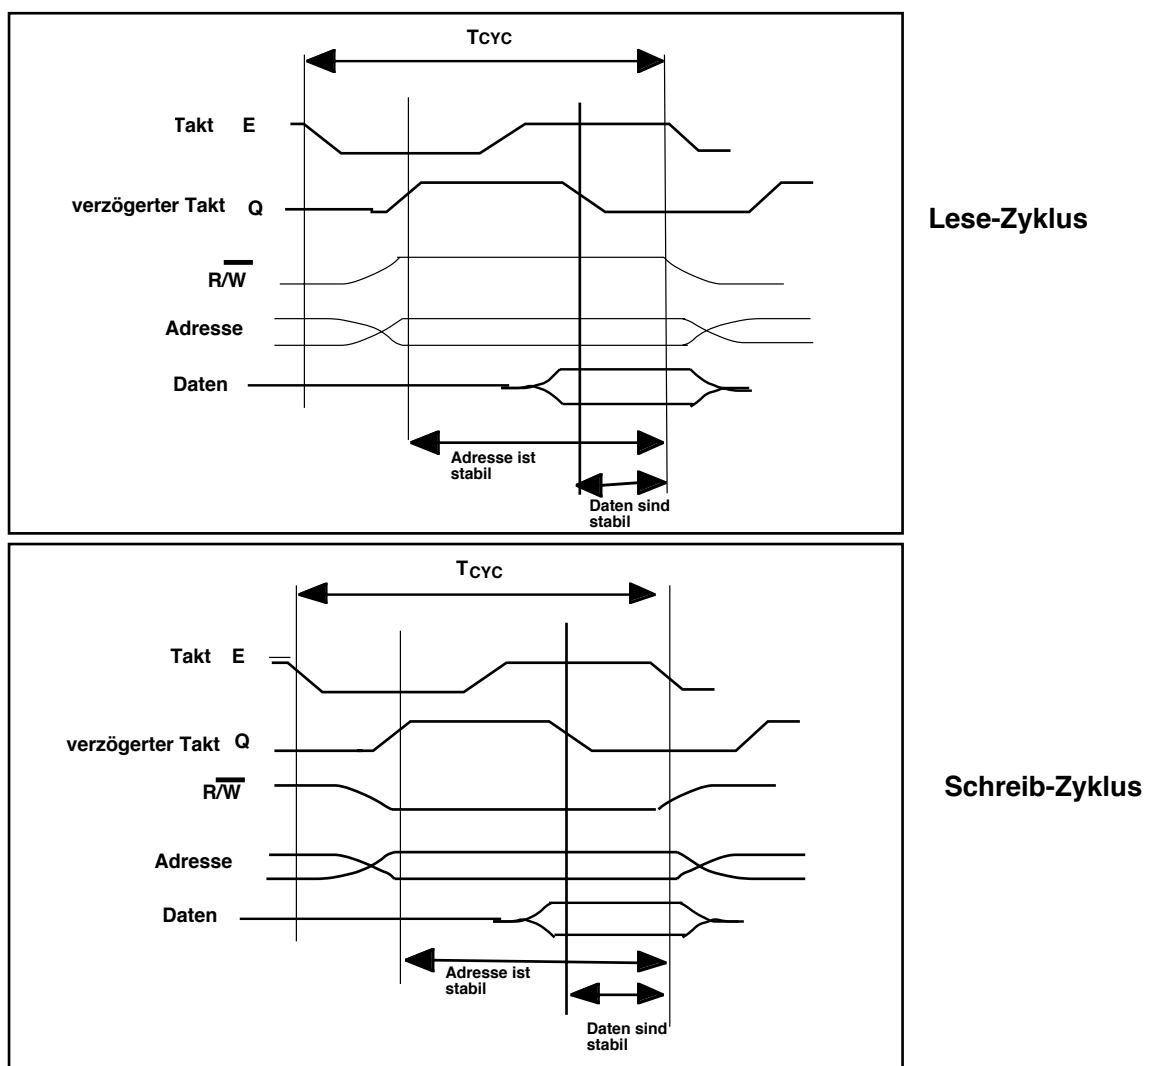 TCYC
Takt E
verzögerter Takt Q
R/W
Adresse
Daten
Adresse ist
stabil
Daten sind
stabil
Lese-Zyklus
TCYC
Takt E
verzögerter Takt Q
R/W
Adresse
Daten
Adresse ist
stabil
Daten sind
stabil
Schreib-Zyklus